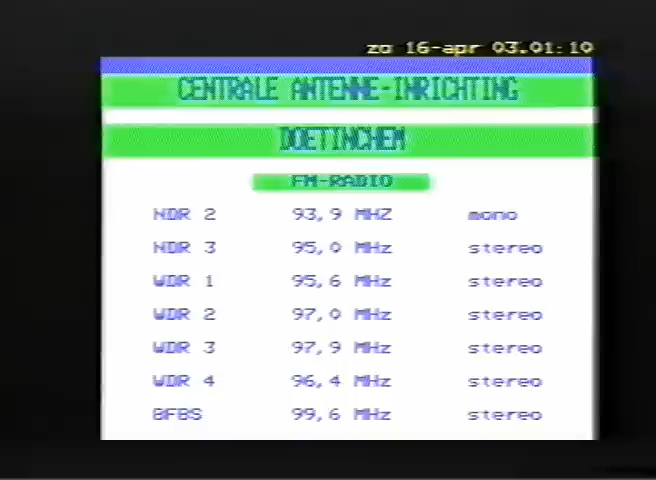 zo 16-apr 03.01:10
CENTRALE ANTENNE-INRICHTING
DOETINCHEM
FM-RADIO
NDR 2 93,9 MHZ mono
NDR 3 95,0 MHz stereo
WDR 1 95,6 MHz stereo
WDR 2 97,0 MHz stereo
WDR 3 97,9 MHz stereo
WDR 4 96,4 MHz stereo
BFBS 99,6 MHz stereo